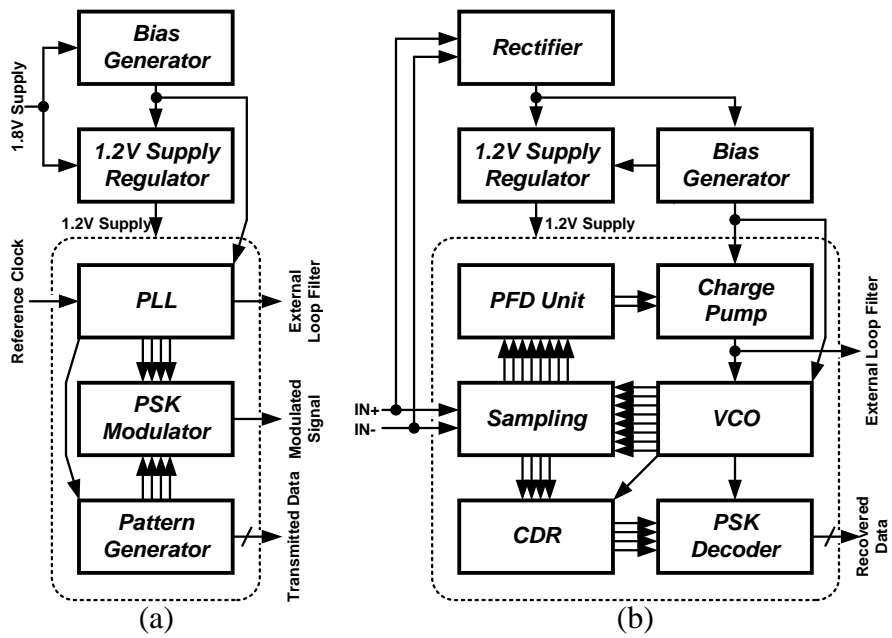 Bias
Generator
1.8V Supply
1.2V Supply
Regulator
1.2V Supply
Reference Clock
PLL
External
Loop Filter
PSK
Modulator
Modulated
Signal
Pattern
Generator
Transmitted Data
(a)
Rectifier
1.2V Supply
Regulator
Bias
Generator
1.2V Supply
PFD Unit
Charge
Pump
External Loop Filter
IN+
IN-
Sampling
VCO
CDR
PSK
Decoder
Recovered
Data
(b)